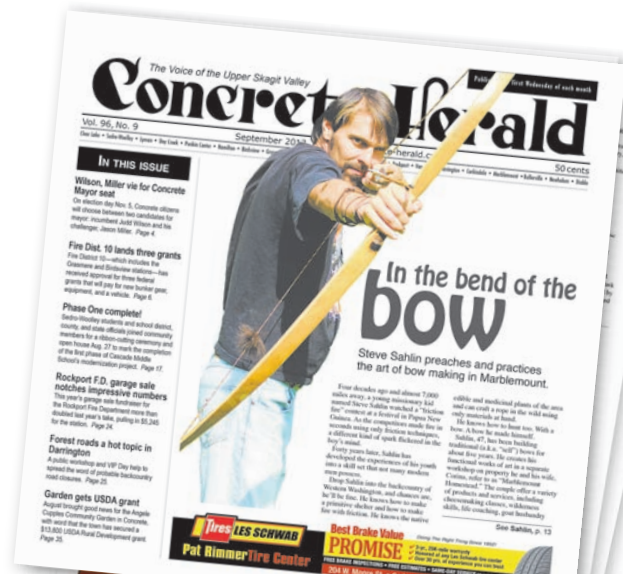 The Voice of the Upper Skagit Valley
Concrete Herald
first Wednesday of each month
Vol. 96, No. 9
September
herald.c
50 cents
IN THIS ISSUE
Wilson, Miller vie for Concrete
Mayor seat
On election day Nov. 5, Concrete citizens
will choose between two candidates for
mayor: incumbent Judd Wilson and his
challenger, Jason Miller. Page 4.
Fire Dist. 10 lands three grants
Fire District 10—which includes the
Grasmere and Birdsview stations—has
received approval for three federal
grants that will pay for new bunker gear,
equipment, and a vehicle. Page 6.
Phase One complete!
Sedro-Woolley students and school district,
county, and state officials joined community
members for a ribbon-cutting ceremony and
open house Aug. 27 to mark the completion
of the first phase of Cascade Middle
School's modernization project. Page 17.
Rockport F.D. garage sale
notches impressive numbers
This year's garage sale fundraiser for
the Rockport Fire Department more than
doubled last year's take, pulling in $5,245
for the station. Page 24.
Forest roads a hot topic in
Darrington
A public workshop and VIP Day help to
spread the word of probable backcountry
road closures. Page 25.
Garden gets USDA grant
August brought good news for the Angele
Cupples Community Garden in Concrete,
with word that the town has secured a
$13,800 USDA Rural Development grant.
Page 25.
In the bend of the
bow
Steve Sahlin preaches and practices
the art of bow making in Marblemount.
Four decades ago and almost 7,000
miles away, a young missionary kid
named Steve Sahlin watched a "friction
fire" contest at a festival in Papua New
Guinea. As the competitors made fire in
seconds using only friction techniques,
a different kind of spark flickered in the
boy's mind.
Forty years later, Sahlin has
developed the experiences of his youth
into a skill set that not many modern
men possess.
Drop Sahlin into the backcountry of
Western Washington, and chances are,
he'll be fine. He knows how to make
fire with friction. He knows the native
edible and medicinal plants of the area
and can craft a rope in the wild using
only materials at hand.
He knows how to hunt, too. With a
bow. A bow he made himself.
Sahlin, 47, has been building
traditional (a.k.a. "self") bows for
about five years. He creates his
functional works of art in a separate
workshop on property he and his wife,
Corina, refer to as "Marblemount
Homestead." The couple offer a variety
of products and services, including
cheesemaking classes, wilderness
skills, life coaching, goat husbandry
See Sahlin, p. 13
Tires LES SCHWAB
Pat Rimmer Tire Center
Best Brake Value
PROMISE
Doing The Right Thing Since 1952!
FREE BRAKE INSPECTIONS • FREE ESTIMATES • SAME-DAY